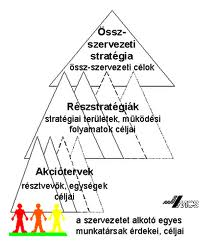 Össz-
szervezeti
stratégia
össz-szervezeti célok
Részstratégiák
stratégiai területek, működési
folyamatok céljai
Akciótervek
résztvevők, egységek
céljai
MCS
a szervezetet alkotó egyes
munkatársak érdekei, céljai